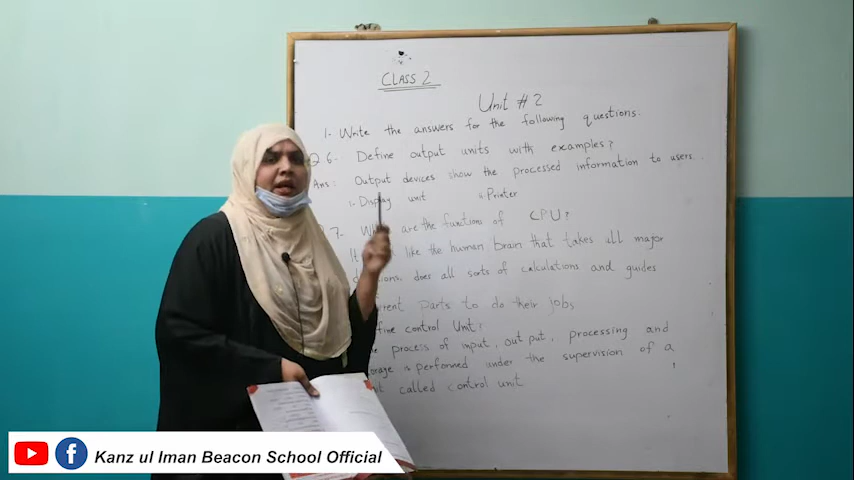 CLASS 2
Unit #2
1- Write the answers for the following questions.
Q 6- Define output units with examples?
Ans: Output devices show the processed information to users.
Display unit Printer
7- are the functions of CPU?
It like the human brain that takes all major
does all sorts of calculations and guides
parts to do their jobs
control Unit?
process of input, out put, processing and
is performed under the supervision of a
called control unit
Kanz ul Iman Beacon School Official